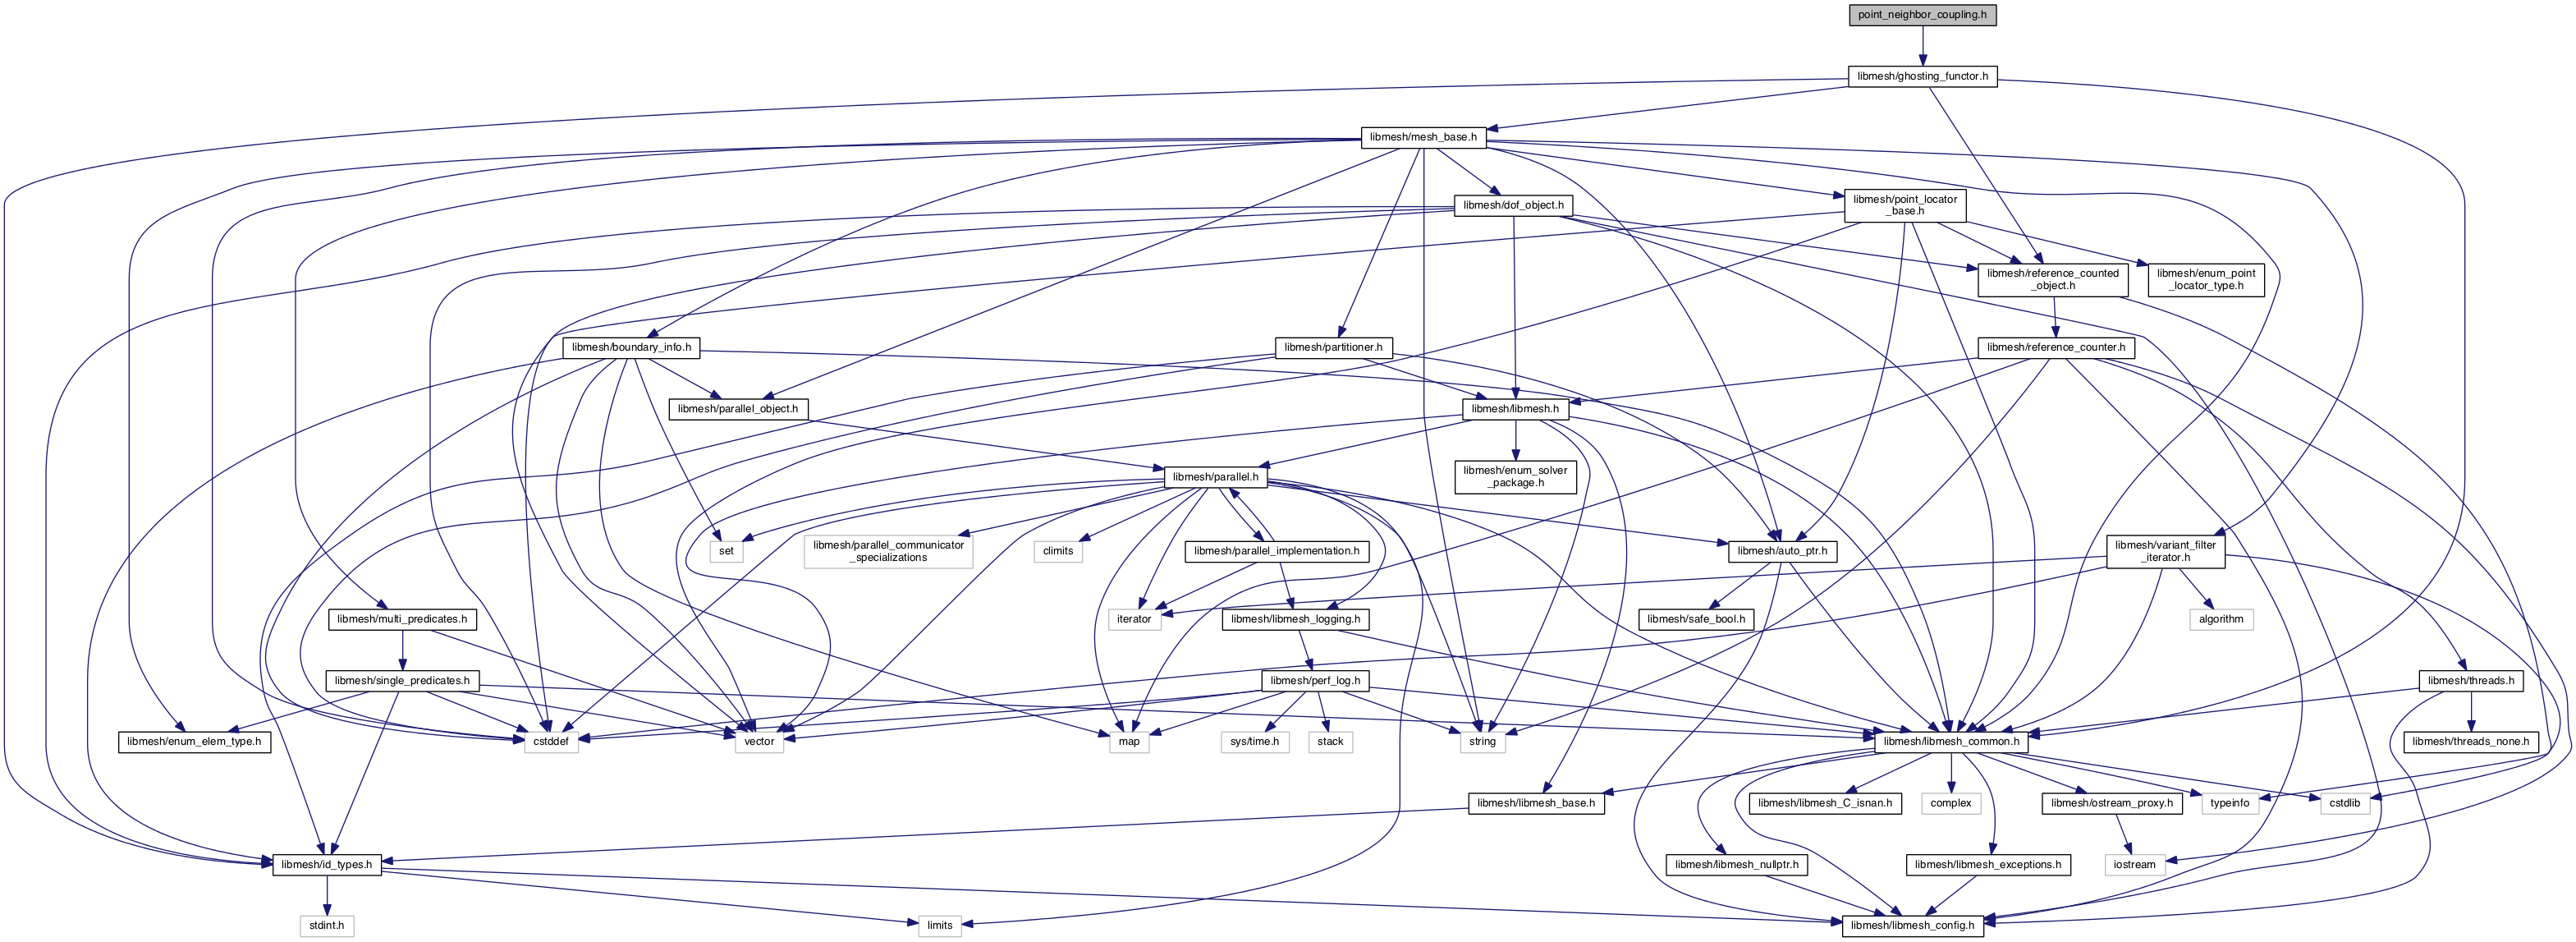 point_neighbor_coupling.h
libmesh/ghosting_functor.h
libmesh/mesh_base.h
libmesh/point_locator
_base.h
libmesh/dof_object.h
libmesh/reference_counted
_object.h
libmesh/enum_point
_locator_type.h
libmesh/boundary_info.h
libmesh/partitioner.h
libmesh/reference_counter.h
libmesh/parallel_object.h
libmesh/libmesh.h
libmesh/parallel.h
libmesh/enum_solver
_package.h
set
libmesh/parallel_communicator
_specializations
climits
libmesh/parallel_implementation.h
libmesh/auto_ptr.h
libmesh/variant_filter
_iterator.h
libmesh/multi_predicates.h
iterator
libmesh/libmesh_logging.h
libmesh/safe_bool.h
algorithm
libmesh/single_predicates.h
libmesh/perf_log.h
libmesh/threads.h
libmesh/enum_elem_type.h
cstddef
vector
map
sys/time.h
stack
string
libmesh/libmesh_common.h
libmesh/threads_none.h
libmesh/libmesh_base.h
libmesh/libmesh_C_isnan.h
complex
libmesh/ostream_proxy.h
typeinfo
cstdlib
libmesh/id_types.h
libmesh/libmesh_nullptr.h
libmesh/libmesh_exceptions.h
iostream
stdint.h
limits
libmesh/libmesh_config.h